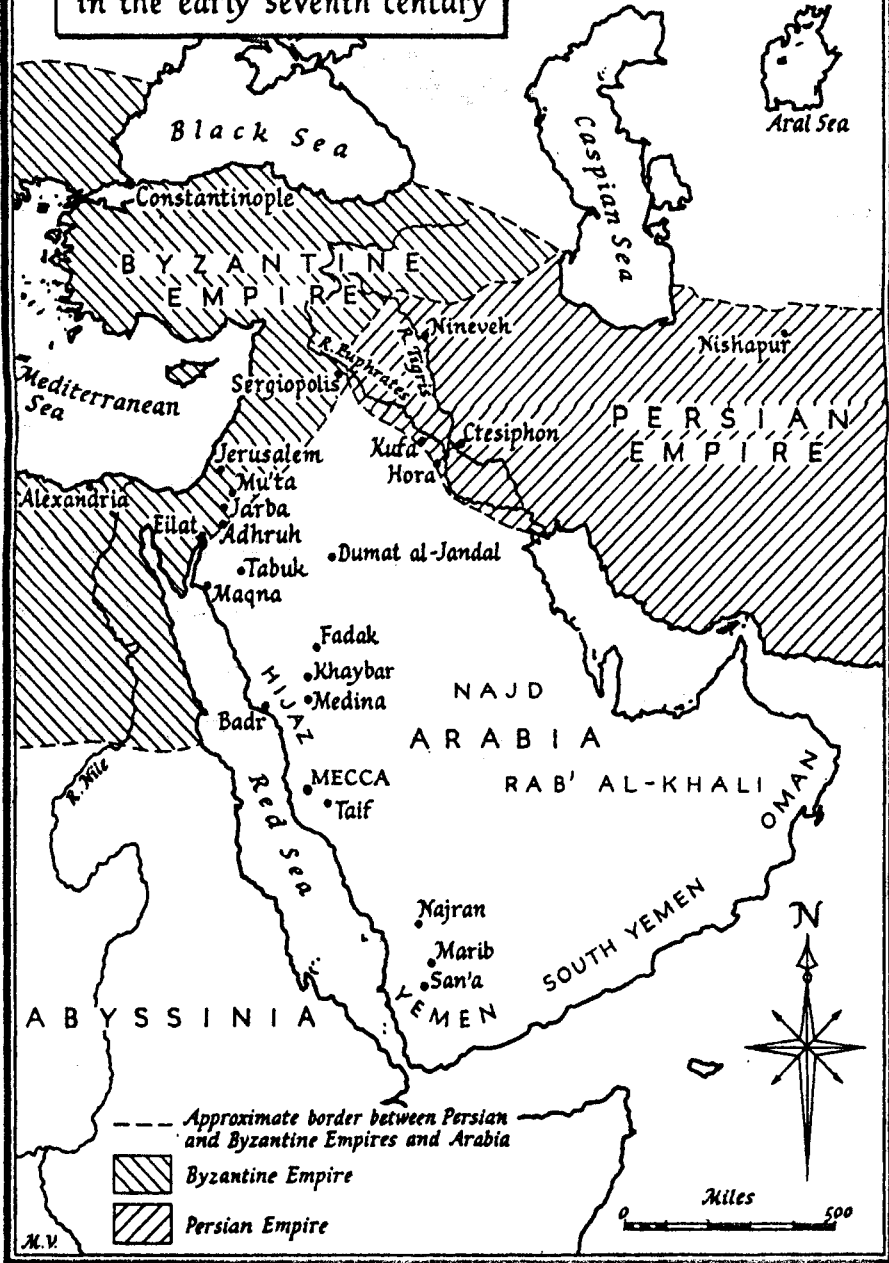 in the early seventh century
Black Sea
Caspian Sea
Aral Sea
Constantinople
BYZANTINE
EMPIRE
R. Tigris
Nineveh
Nishapur
R. Euphrates
Sergiopolis
Mediterranean
Sea
PERSIAN
EMPIRE
Ctesiphon
Kufa
Hora
Jerusalem
Mu'ta
Alexandria
Jarba
Eilat
Adhruh
Dumat al-Jandal
Tabuk
Maqna
Fadak
Khaybar
HIJAZ
Medina
NAJD
Badr
ARABIA
R. Nile
MECCA
RAB' AL-KHALI
OMAN
Taif
Red Sea
Najran
SOUTH YEMEN
N
Marib
San'a
YEMEN
ABYSSINIA
Approximate border between Persian
and Byzantine Empires and Arabia
Byzantine Empire
Persian Empire
Miles
0 500
M.V.